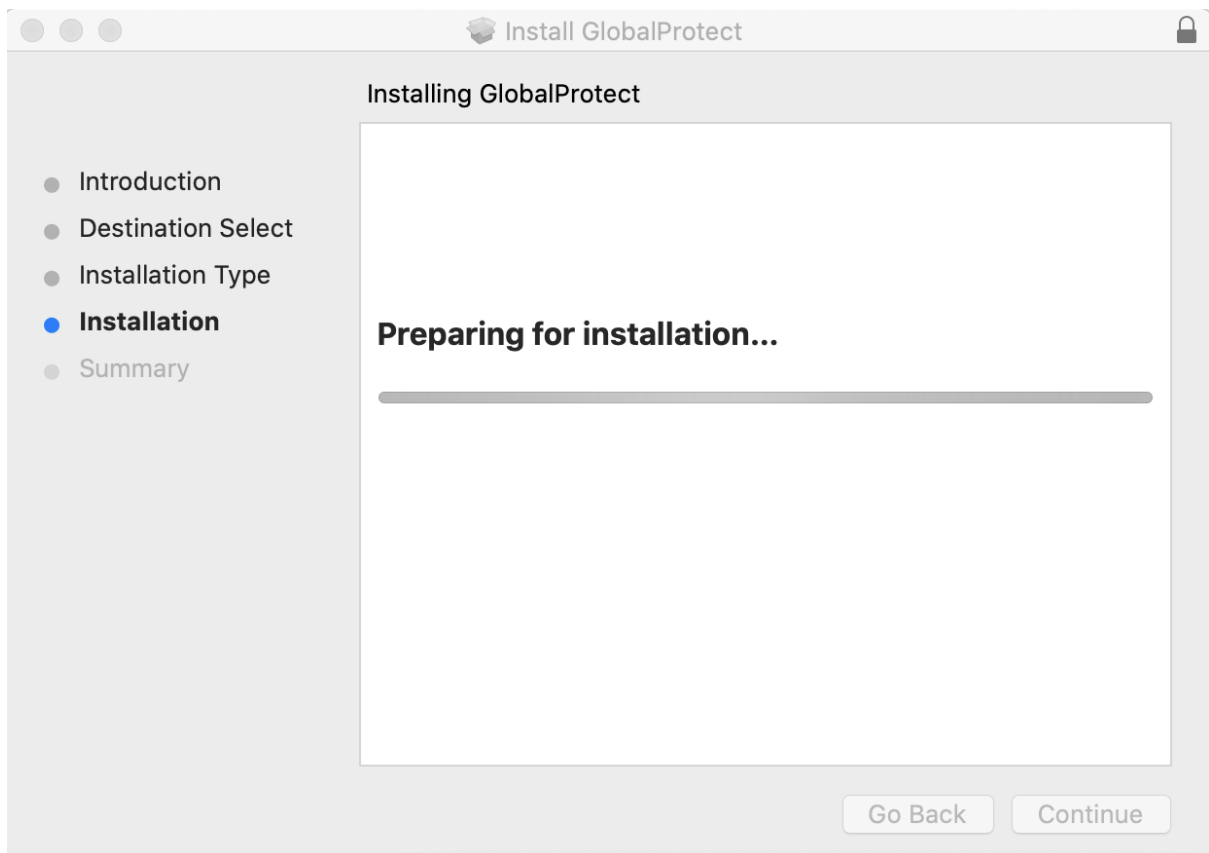 Install GlobalProtect
Installing GlobalProtect
Introduction
Destination Select
Installation Type
Installation
Summary
Preparing for installation...
Go Back
Continue